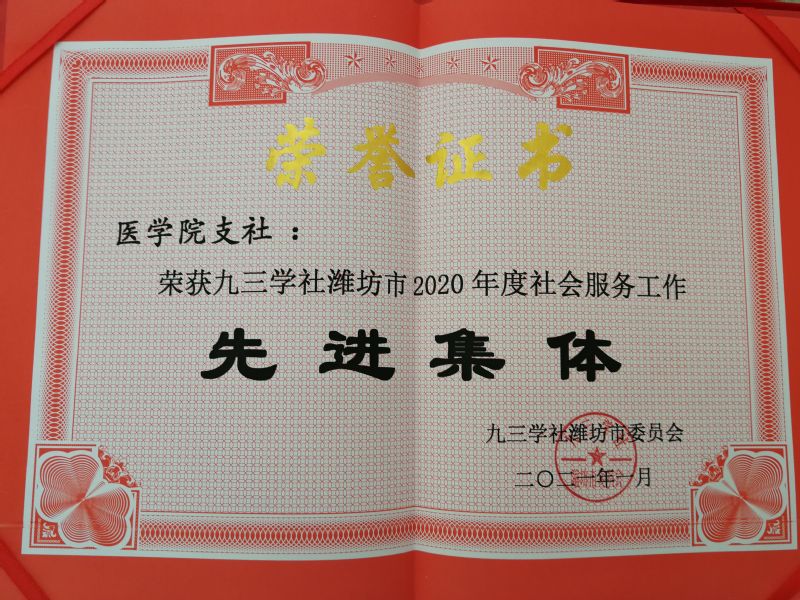 荣誉证书
医学院支社：
荣获九三学社潍坊市2020年度社会服务工作
先进集体
九三学社潍坊市委员会
二〇二一年一月